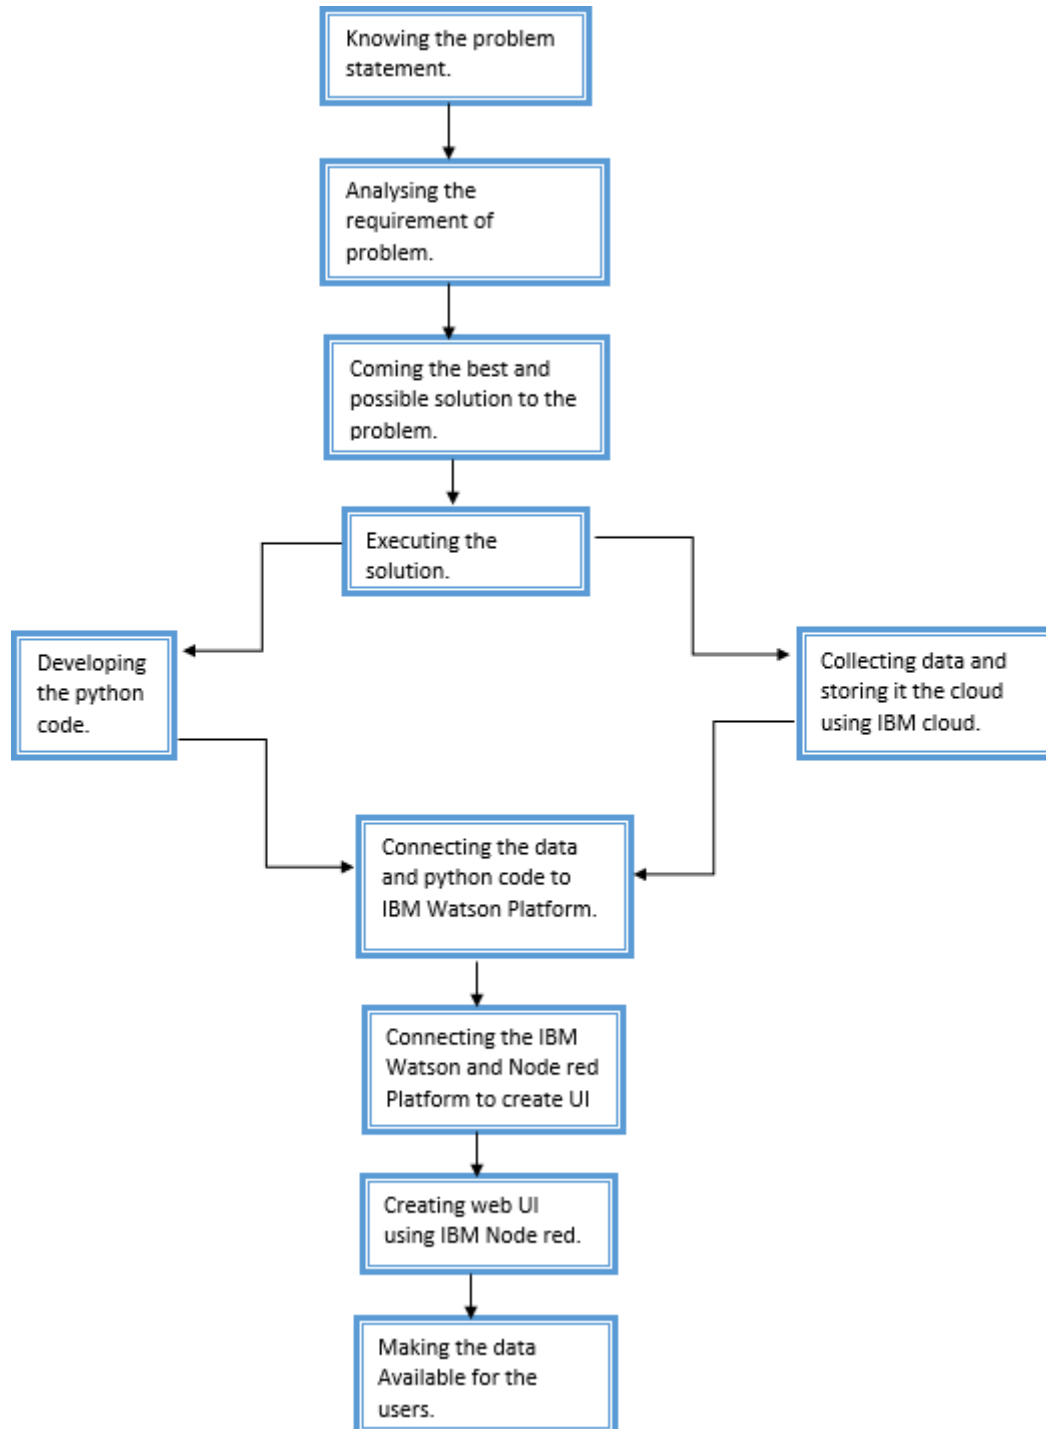 Knowing the problem
statement.
Analysing the
requirement of
problem.
Coming the best and
possible solution to the
problem.
Executing the
solution.
Developing
the python
code.
Collecting data and
storing it the cloud
using IBM cloud.
Connecting the data
and python code to
IBM Watson Platform.
Connecting the IBM
Watson and Node red
Platform to create UI
Creating web UI
using IBM Node red.
Making the data
Available for the
users.